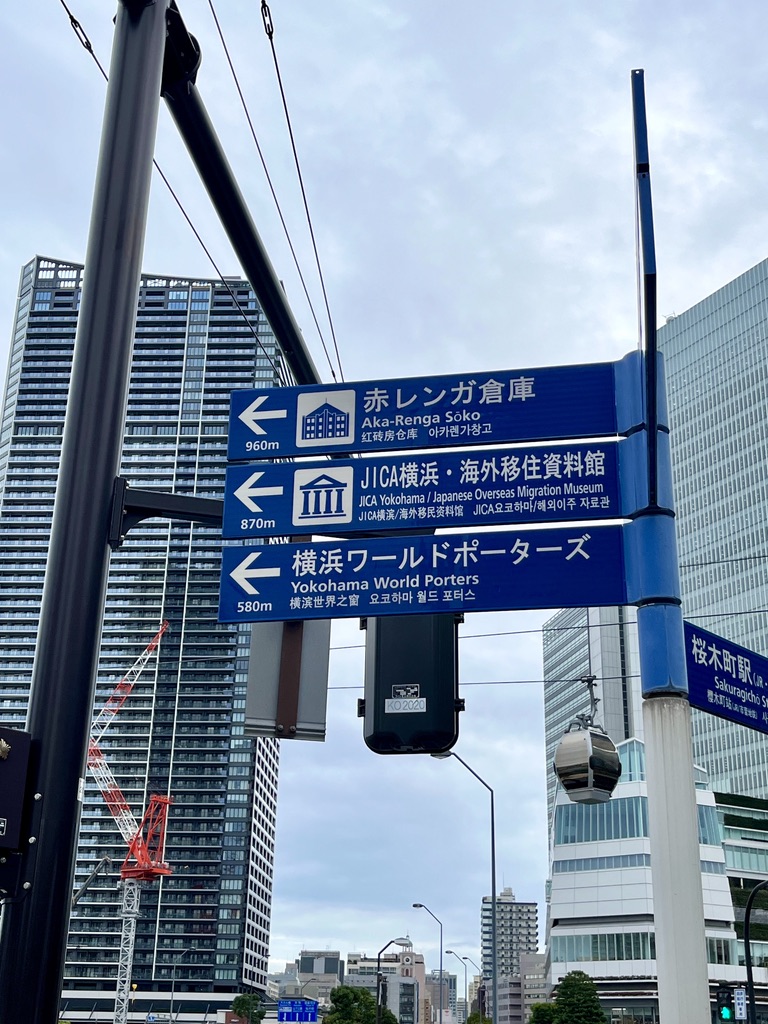 赤レンガ倉庫
Aka-Renga Sōko
红砖房仓库 아카렌가창고
960m
JICA横浜・海外移住資料館
JICA Yokohama / Japanese Overseas Migration Museum
JICA横滨/海外移民资料馆 JICA요코하마/해외이주 자료관
870m
横浜ワールドポーターズ
Yokohama World Porters
横滨世界之窗 요코하마 월드 포터스
580m
桜木町駅
Sakuragichō
KO 2020